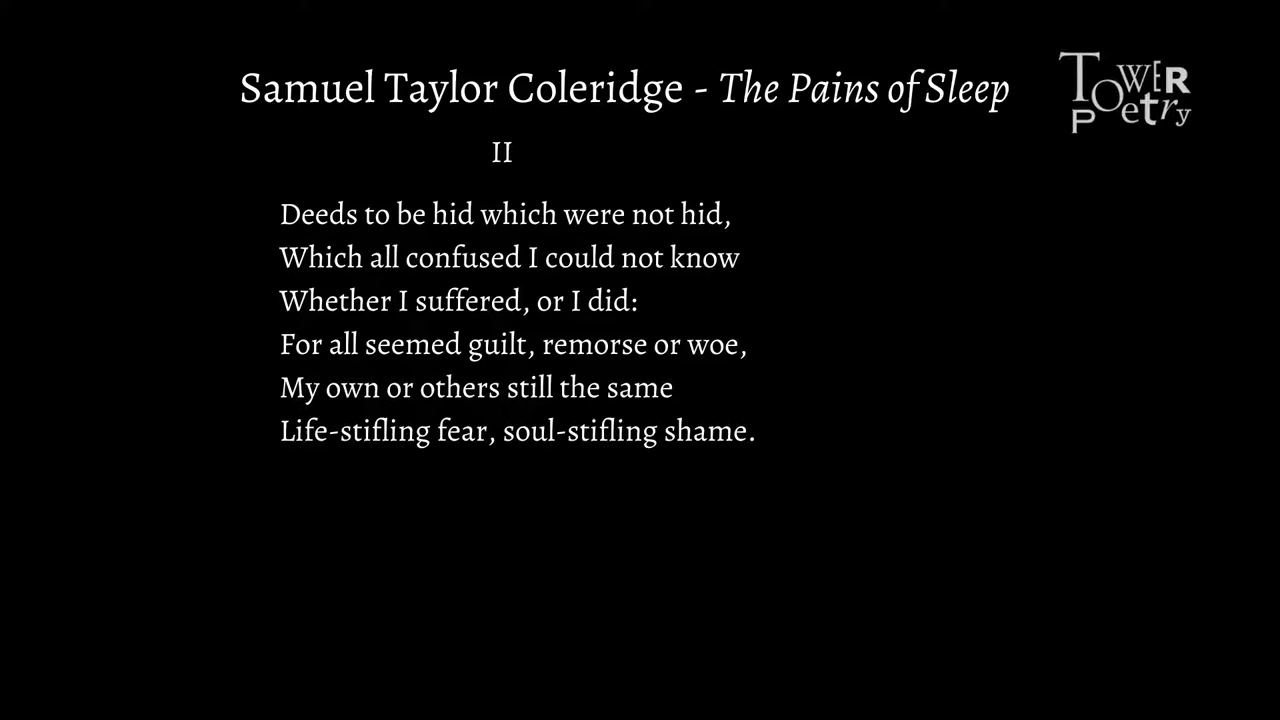 Samuel Taylor Coleridge - The Pains of Sleep
TOWER
Poetry
II
Deeds to be hid which were not hid,
Which all confused I could not know
Whether I suffered, or I did:
For all seemed guilt, remorse or woe,
My own or others still the same
Life-stifling fear, soul-stifling shame.